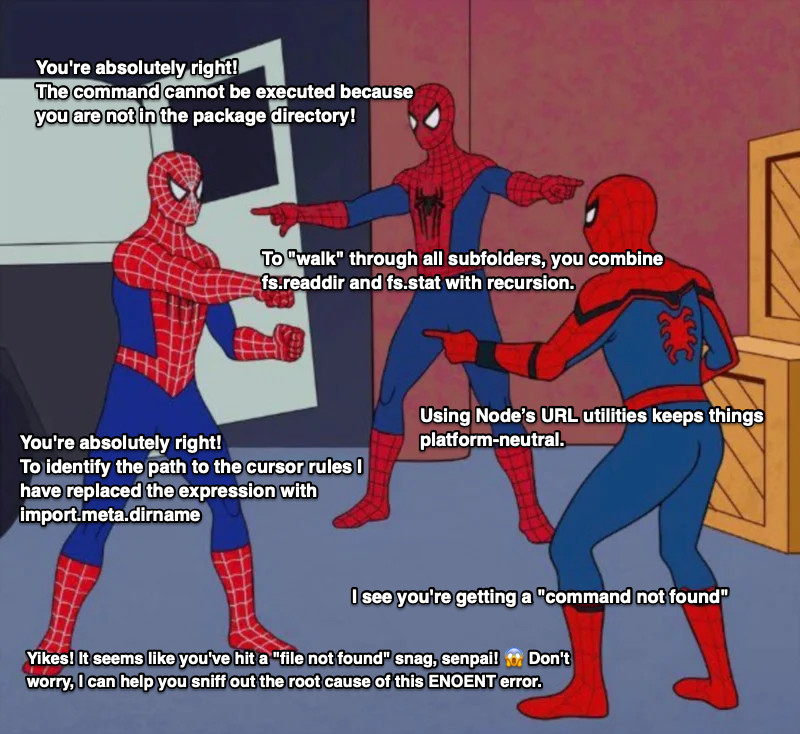 You're absolutely right!
The command cannot be executed because
you are not in the package directory!
To "walk" through all subfolders, you combine
fs.readdir and fs.stat with recursion.
Using Node’s URL utilities keeps things
platform-neutral.
You're absolutely right!
To identify the path to the cursor rules I
have replaced the expression with
import.meta.dirname
I see you're getting a "command not found"
Yikes! It seems like you've hit a "file not found" snag, senpai! 😱 Don't
worry, I can help you sniff out the root cause of this ENOENT error.